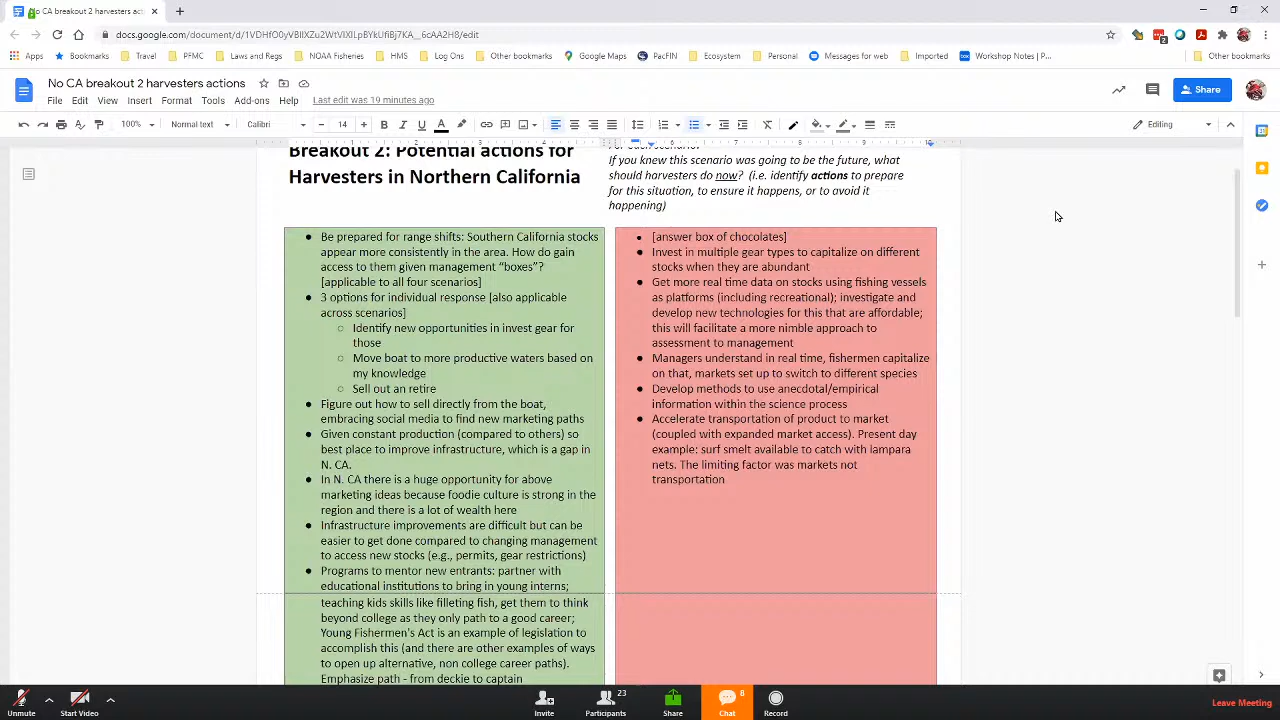 No CA breakout 2 harvesters act
docs.google.com/document/d/1VDHfO0yVBlIXZu2WtVlXILpBYkUfiBj7KA__6cAA2H8/edit
Apps
Bookmarks
Travel
PFMC
Laws and Regs
NOAA Fishenes
HMS
Log Ons
Other bookmarks
Google Maps
PacFIN
Ecosystem
Personal
Messages for web
Imported
Workshop Notes | P...
Other bookmarks
No CA breakout 2 harvesters actions
File Edit View Insert Format Tools Add-ons Help Last edit was 19 minutes ago
Share
100% Normal text Calibri 14 Editing
Breakout 2: Potential actions for
Harvesters in Northern California
If you knew this scenario was going to be the future, what
should harvesters do now? (i.e. identify actions to prepare
for this situation, to ensure it happens, or to avoid it
happening)
Be prepared for range shifts: Southern California stocks
appear more consistently in the area. How do gain
access to them given management “boxes”?
[applicable to all four scenarios]
3 options for individual response [also applicable
across scenarios]
Identify new opportunities in invest gear for
those
Move boat to more productive waters based on
my knowledge
Sell out an retire
Figure out how to sell directly from the boat,
embracing social media to find new marketing paths
Given constant production (compared to others) so
best place to improve infrastructure, which is a gap in
N. CA.
In N. CA there is a huge opportunity for above
marketing ideas because foodie culture is strong in the
region and there is a lot of wealth here
Infrastructure improvements are difficult but can be
easier to get done compared to changing management
to access new stocks (e.g., permits, gear restrictions)
Programs to mentor new entrants: partner with
educational institutions to bring in young interns;
teaching kids skills like filleting fish, get them to think
beyond college as they only path to a good career;
Young Fishermen's Act is an example of legislation to
accomplish this (and there are other examples of ways
to open up alternative, non college career paths).
Emphasize path - from deckie to captain
[answer box of chocolates]
Invest in multiple gear types to capitalize on different
stocks when they are abundant
Get more real time data on stocks using fishing vessels
as platforms (including recreational); investigate and
develop new technologies for this that are affordable;
this will facilitate a more nimble approach to
assessment to management
Managers understand in real time, fishermen capitalize
on that, markets set up to switch to different species
Develop methods to use anecdotal/empirical
information within the science process
Accelerate transportation of product to market
(coupled with expanded market access). Present day
example: surf smelt available to catch with lampara
nets. The limiting factor was markets not
transportation
Unmute
Start Video
Invite
23
Participants
Share
8
Chat
Record
Leave Meeting